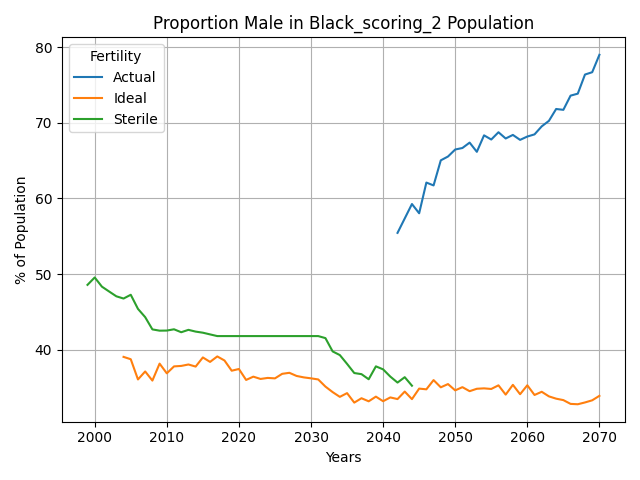 Proportion Male in Black_scoring_2 Population
Fertility
Actual
Ideal
Sterile
% of Population
80
70
60
50
40
2000 2010 2020 2030 2040 2050 2060 2070
Years